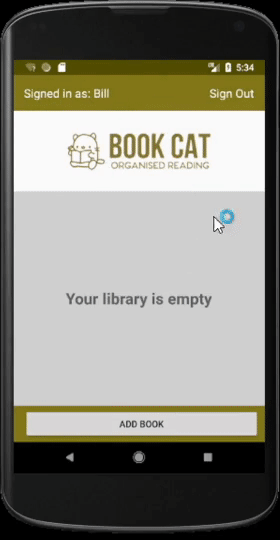 5:34
Signed in as: Bill
Sign Out
BOOK CAT
ORGANISED READING
Your library is empty
ADD BOOK